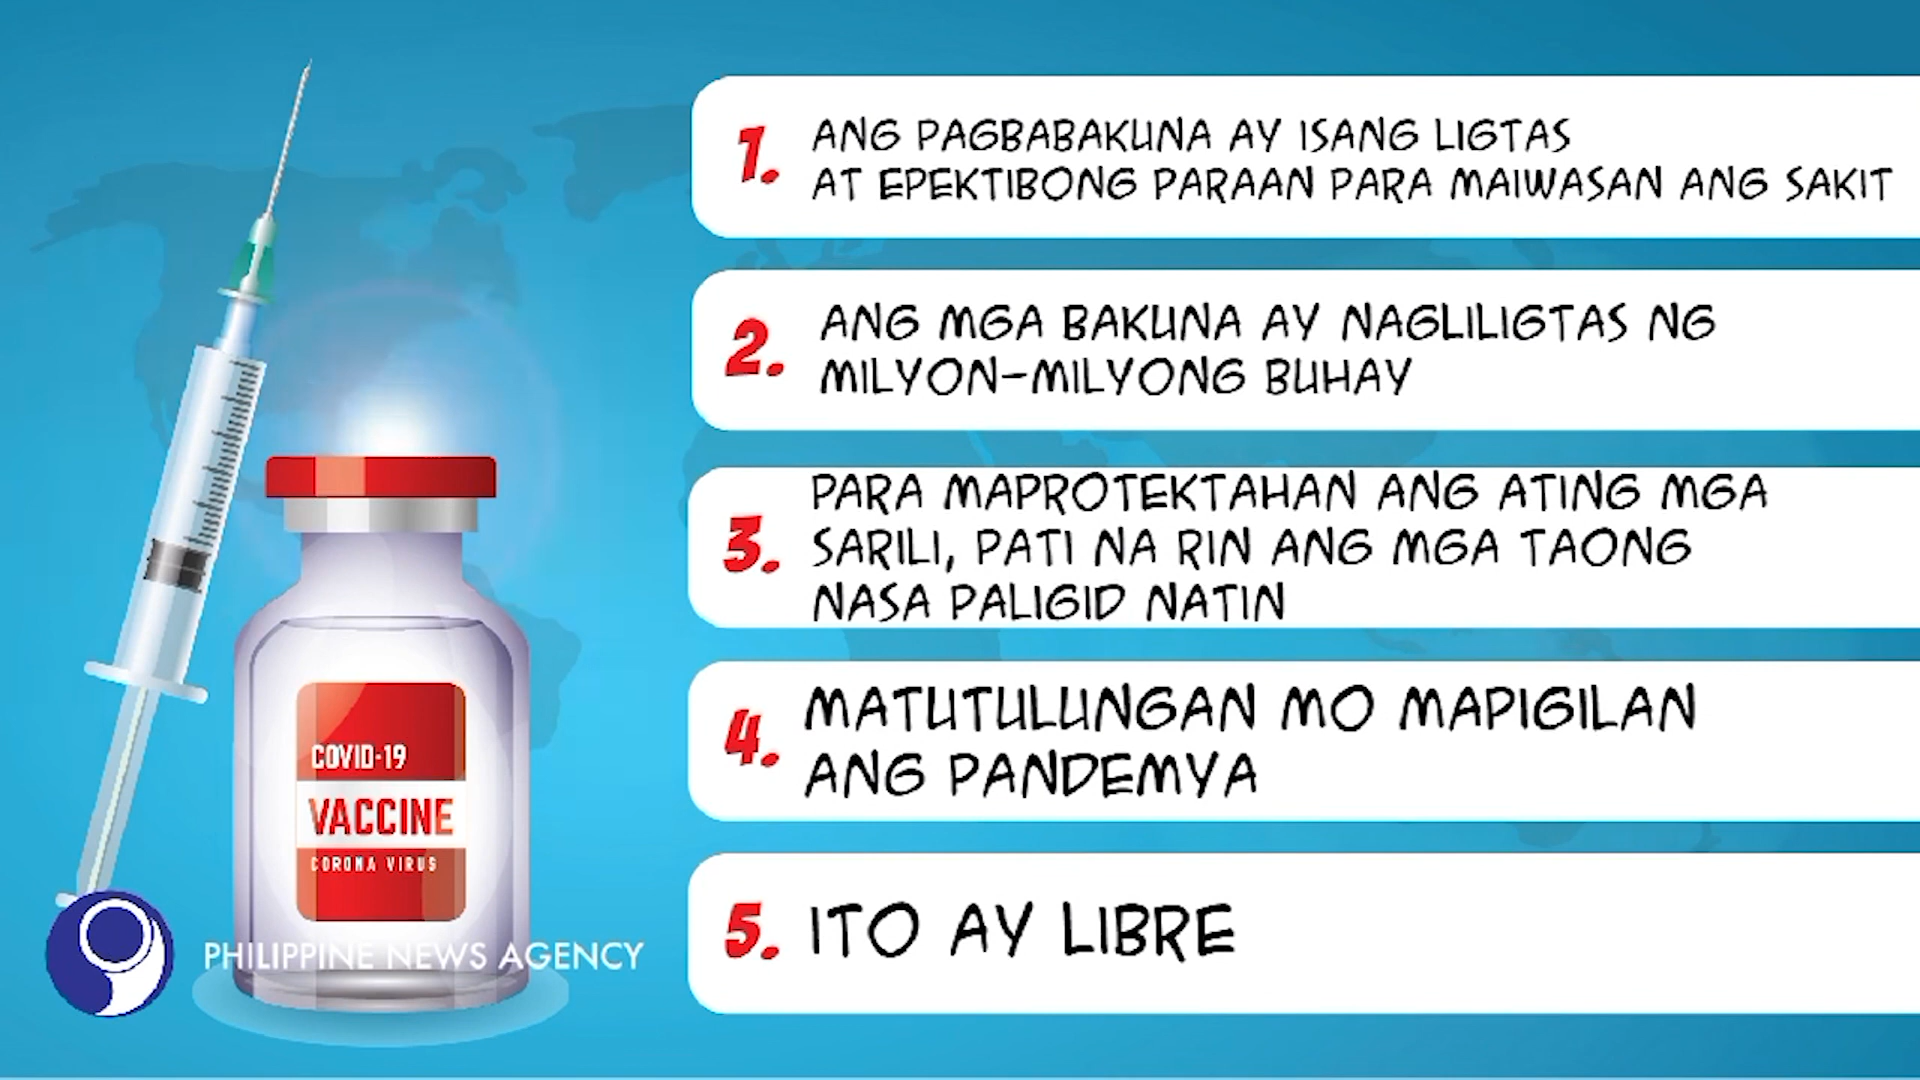 1. ANG PAGBABAKUNA AY ISANG LIGTAS
AT EPEKTIBONG PARAAN PARA MAIWASAN ANG SAKIT
2. ANG MGA BAKUNA AY NAGLILIGTAS NG
MILYON-MILYONG BUHAY
3. PARA MAPROTEKTAHAN ANG ATING MGA
SARILI, PATI NA RIN ANG MGA TAONG
NASA PALIGID NATIN
4. MATUTULUNGAN MO MAPIGILAN
ANG PANDEMYA
5. ITO AY LIBRE
COVID-19
VACCINE
CORONA VIRUS
PHILIPPINE NEWS AGENCY